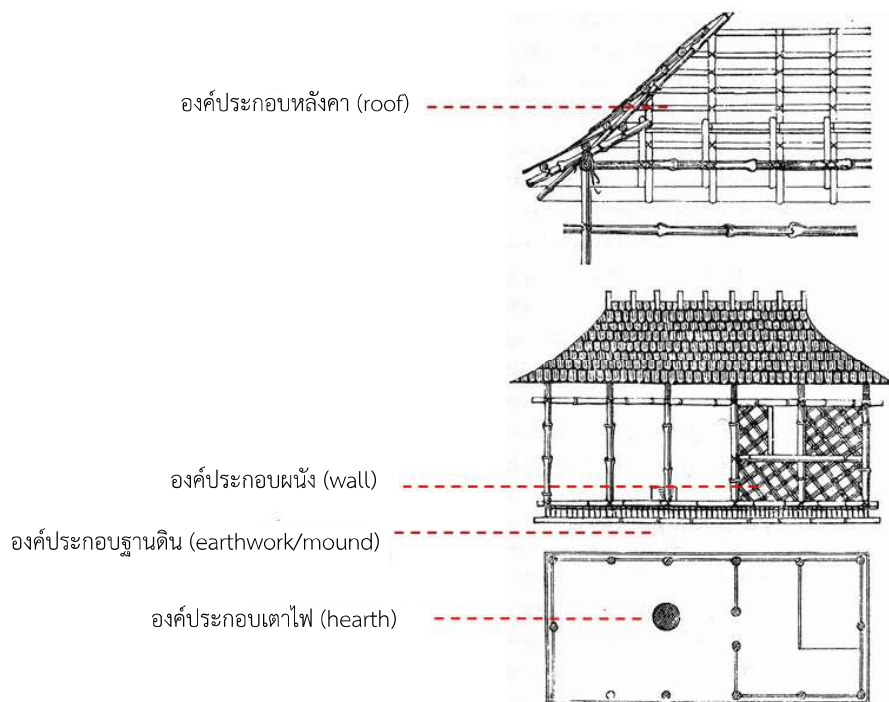 องค์ประกอบหลังคา (roof)
องค์ประกอบผนัง (wall)
องค์ประกอบฐานดิน (earthwork/mound)
องค์ประกอบเตาไฟ (hearth)